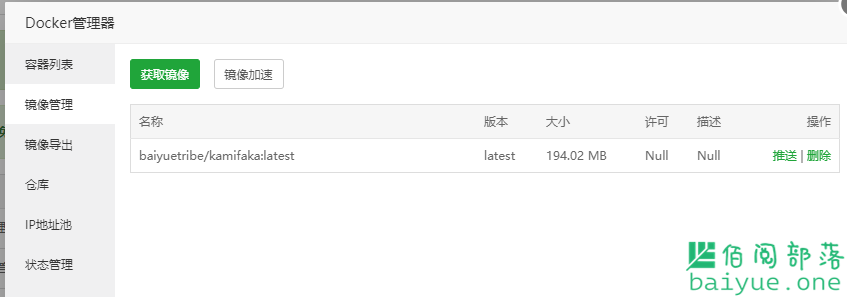 Docker管理器
容器列表
镜像管理
镜像导出
仓库
IP地址池
状态管理
获取镜像 镜像加速
名称 版本 大小 许可 描述 操作
baiyuetribe/kamifaka:latest latest 194.02 MB Null Null 推送 | 删除
佰阅部落
baiyue.one